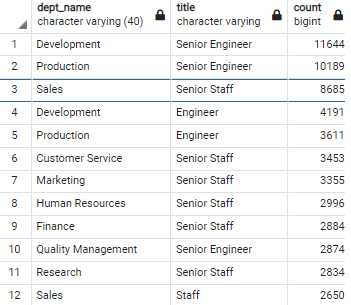 dept_name title count
character varying (40) character varying bigint
1 Development Senior Engineer 11644
2 Production Senior Engineer 10189
3 Sales Senior Staff 8685
4 Development Engineer 4191
5 Production Engineer 3611
6 Customer Service Senior Staff 3453
7 Marketing Senior Staff 3355
8 Human Resources Senior Staff 2996
9 Finance Senior Staff 2884
10 Quality Management Senior Engineer 2874
11 Research Senior Staff 2834
12 Sales Staff 2650